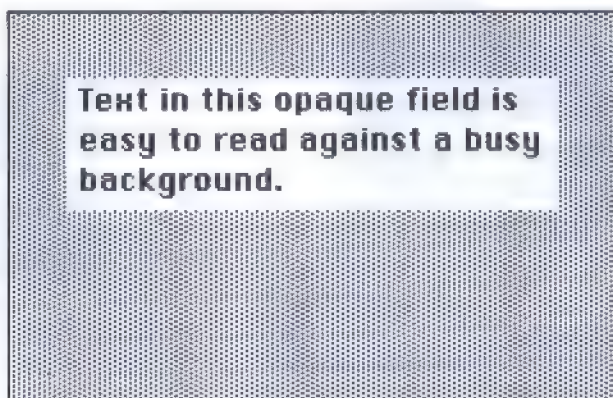 Text in this opaque field is
easy to read against a busy
background.